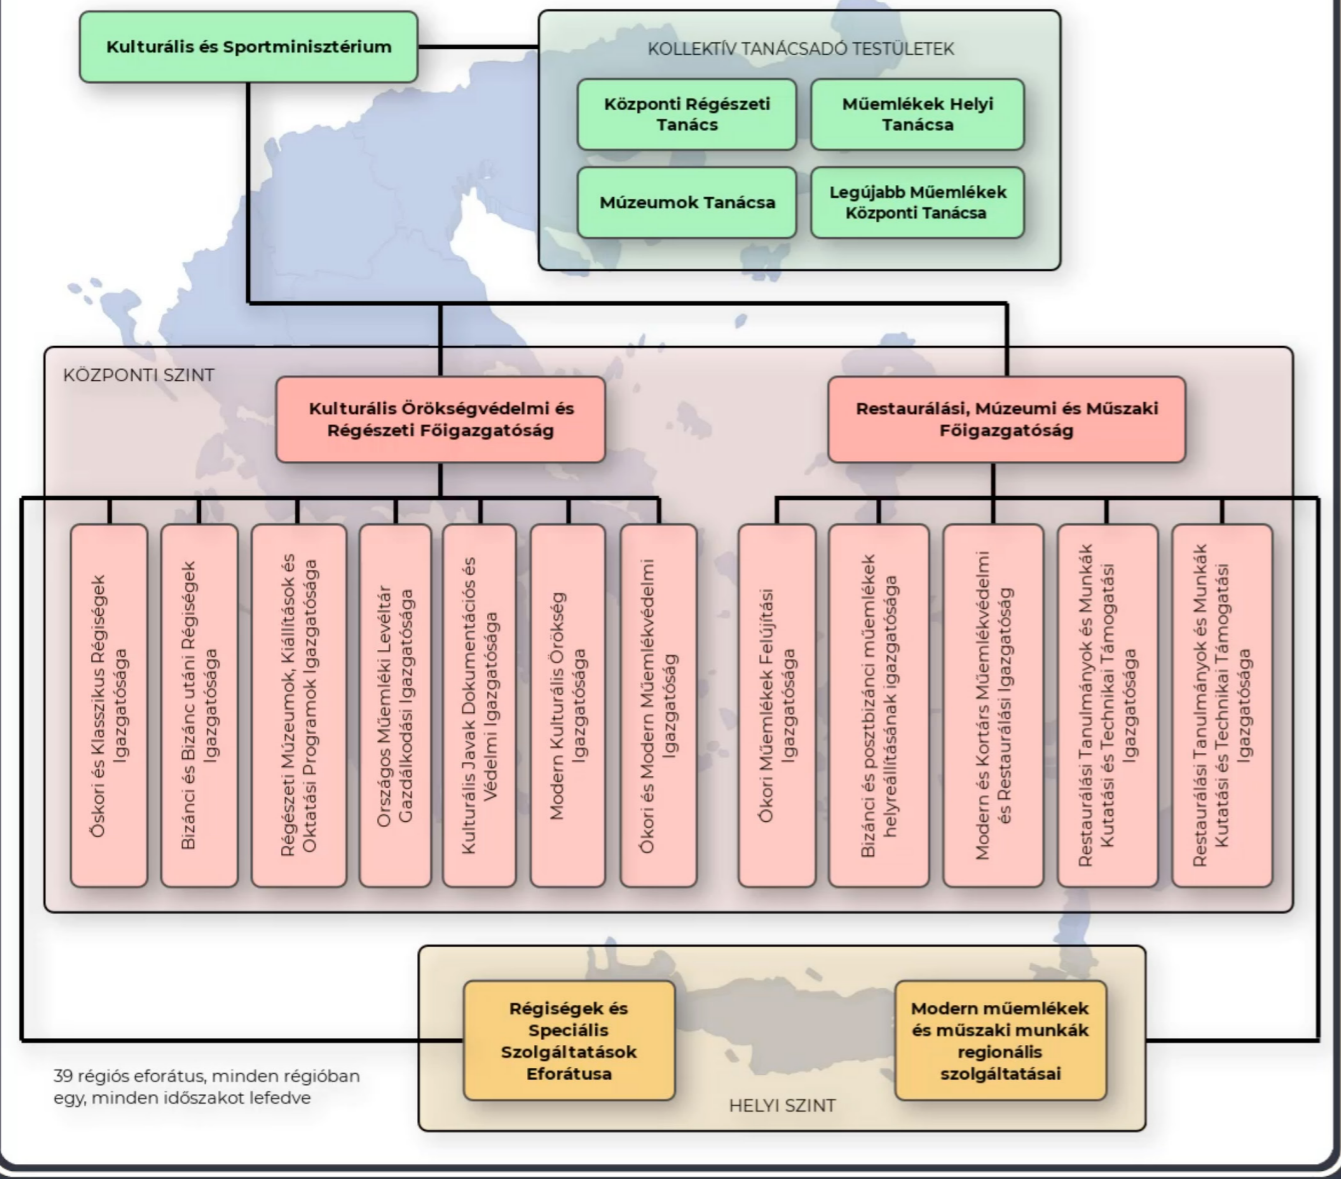 Kulturális és Sportminisztérium
KOLLEKTÍV TANÁCSADÓ TESTÜLETEK
Központi Régészeti
Tanács
Műemlékek Helyi
Tanácsa
Múzeumok Tanácsa
Legújabb Műemlékek
Központi Tanácsa
KÖZPONTI SZINT
Kulturális Örökségvédelmi és
Régészeti Főigazgatóság
Restaurálási, Múzeumi és Műszaki
Főigazgatóság
Őskori és Klasszikus Régiségek
Igazgatósága
Bizánci és Bizánc utáni Régiségek
Igazgatósága
Régészeti Múzeumok, Kiállítások és
Oktatási Programok Igazgatósága
Országos Műemléki Levéltár
Gazdálkodási Igazgatósága
Kulturális Javak Dokumentációs és
Védelmi Igazgatósága
Modern Kulturális Örökség
Igazgatósága
Ókori és Modern Műemlékvédelmi
Igazgatóság
Ókori Műemlékek Felújítási
Igazgatósága
Bizánci és posztbizánci műemlékek
helyreállításának igazgatósága
Modern és Kortárs Műemlékvédelmi
és Restaurálási Igazgatóság
Restaurálási Tanulmányok és Munkák
Kutatási és Technikai Támogatási
Igazgatósága
Restaurálási Tanulmányok és Munkák
Kutatási és Technikai Támogatási
Igazgatósága
Régiségek és
Speciális
Szolgáltatások
Eforátusa
Modern műemlékek
és műszaki munkák
regionális
szolgáltatásai
39 régiós eforátus, minden régióban
egy, minden időszakot lefedve
HELYI SZINT